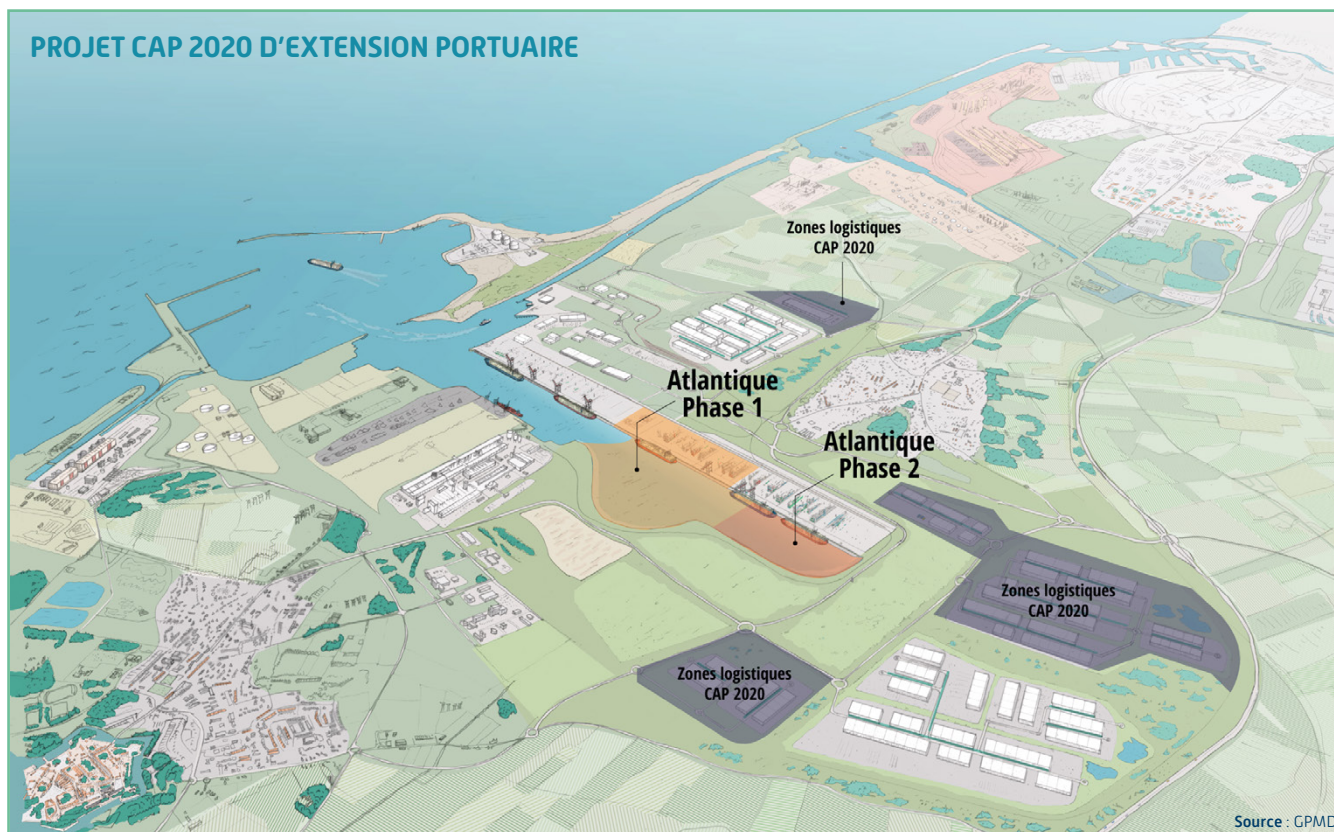 PROJET CAP 2020 D'EXTENSION PORTUAIRE
Zones logistiques
CAP 2020
Atlantique
Phase 1
Atlantique
Phase 2
Zones logistiques
CAP 2020
Zones logistiques
CAP 2020
Source : GPMD